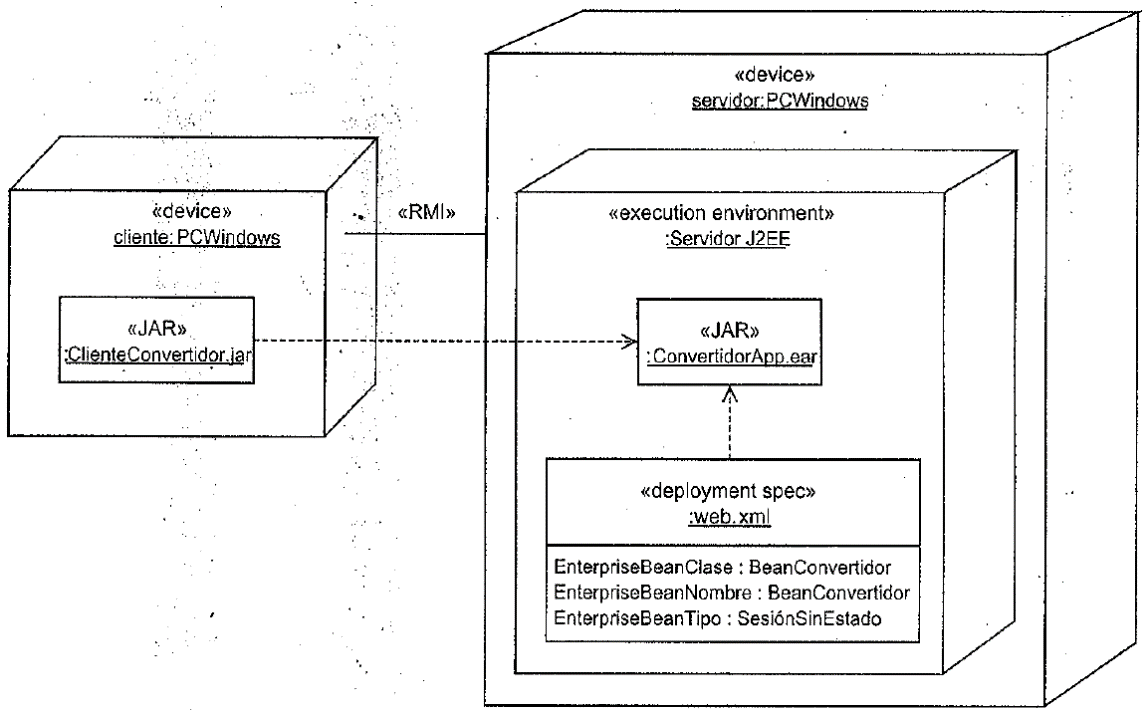 «device»
servidor:PCWindows
«device»
cliente:PCWindows
«RMI»
«execution environment»
:Servidor J2EE
«JAR»
:ClienteConvertidor.jar
«JAR»
:ConvertidorApp.ear
«deployment spec»
:web.xml
EnterpriseBeanClase : BeanConvertidor
EnterpriseBeanNombre : BeanConvertidor
EnterpriseBeanTipo : SesiónSinEstado